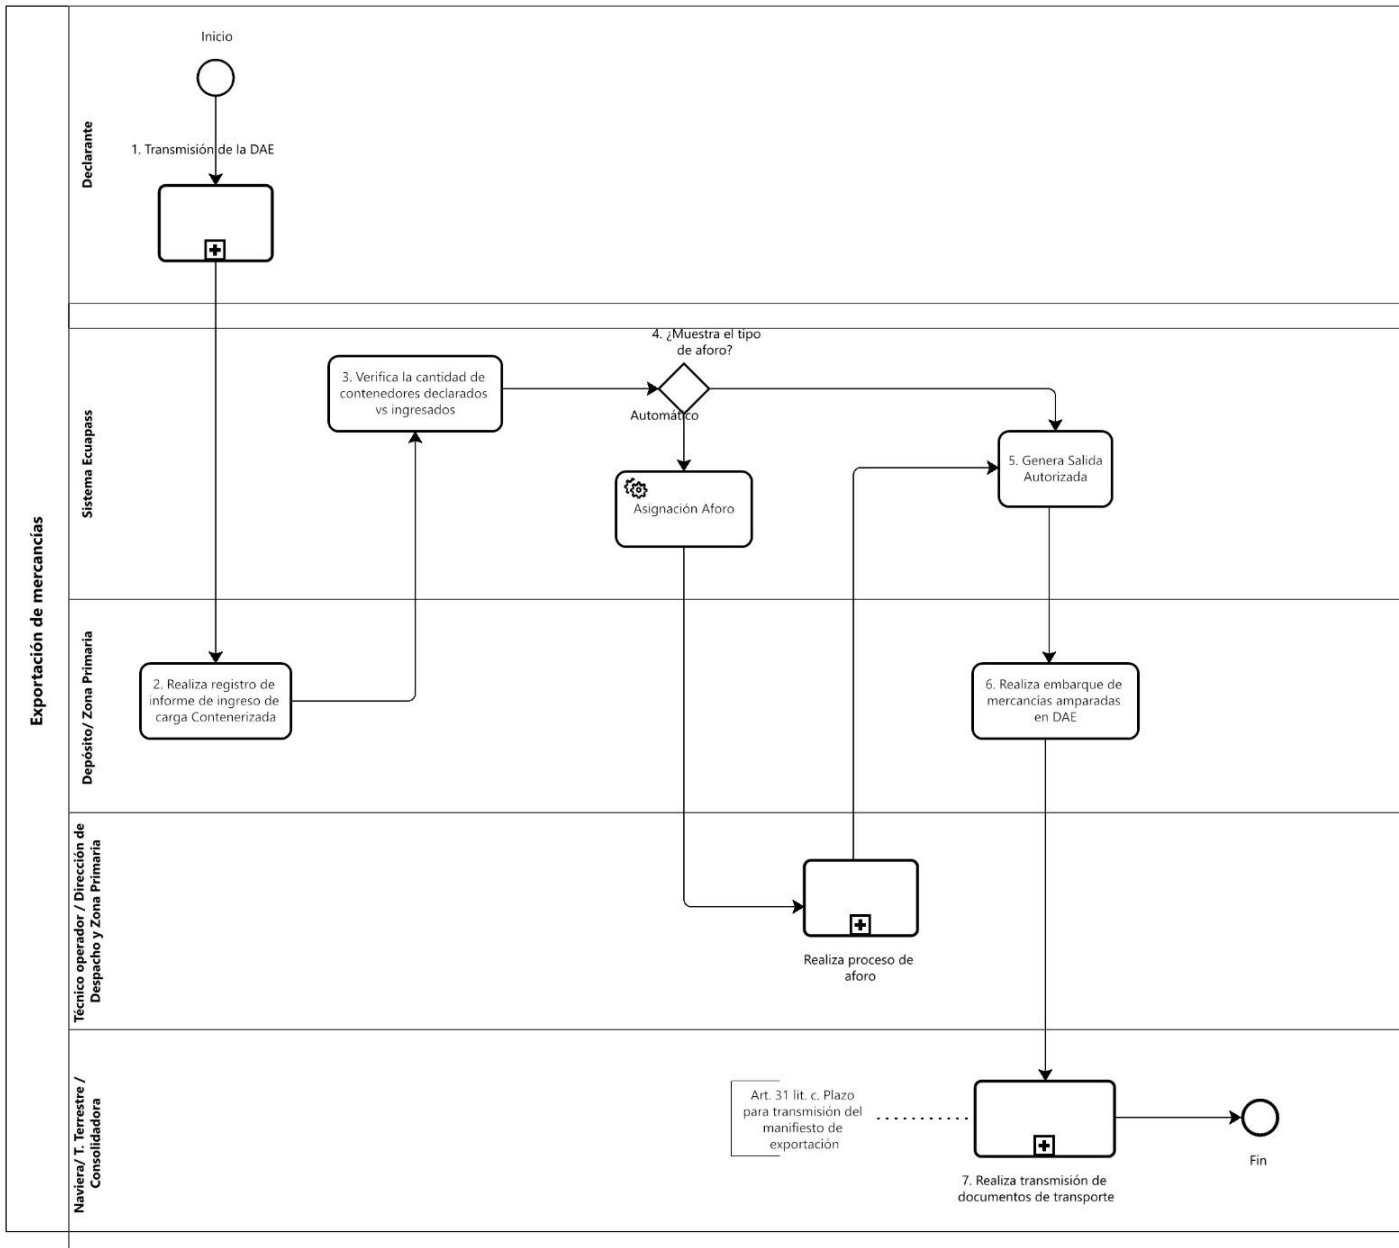 Exportación de mercancías
Declarante
Inicio
1. Transmisión de la DAE
Sistema Ecuapass
3. Verifica la cantidad de
contenedores declarados
vs ingresados
4. ¿Muestra el tipo
de aforo?
Automático
Asignación Aforo
5. Genera Salida
Autorizada
Depósito/ Zona Primaria
2. Realiza registro de
informe de ingreso de
carga Contenerizada
6. Realiza embarque de
mercancías amparadas
en DAE
Técnico operador / Dirección de
Despacho y Zona Primaria
Realiza proceso de
aforo
Naviera/ T. Terrestre /
Consolidadora
Art. 31 lit. c. Plazo
para transmisión del
manifiesto de
exportación
7. Realiza transmisión de
documentos de transporte
Fin